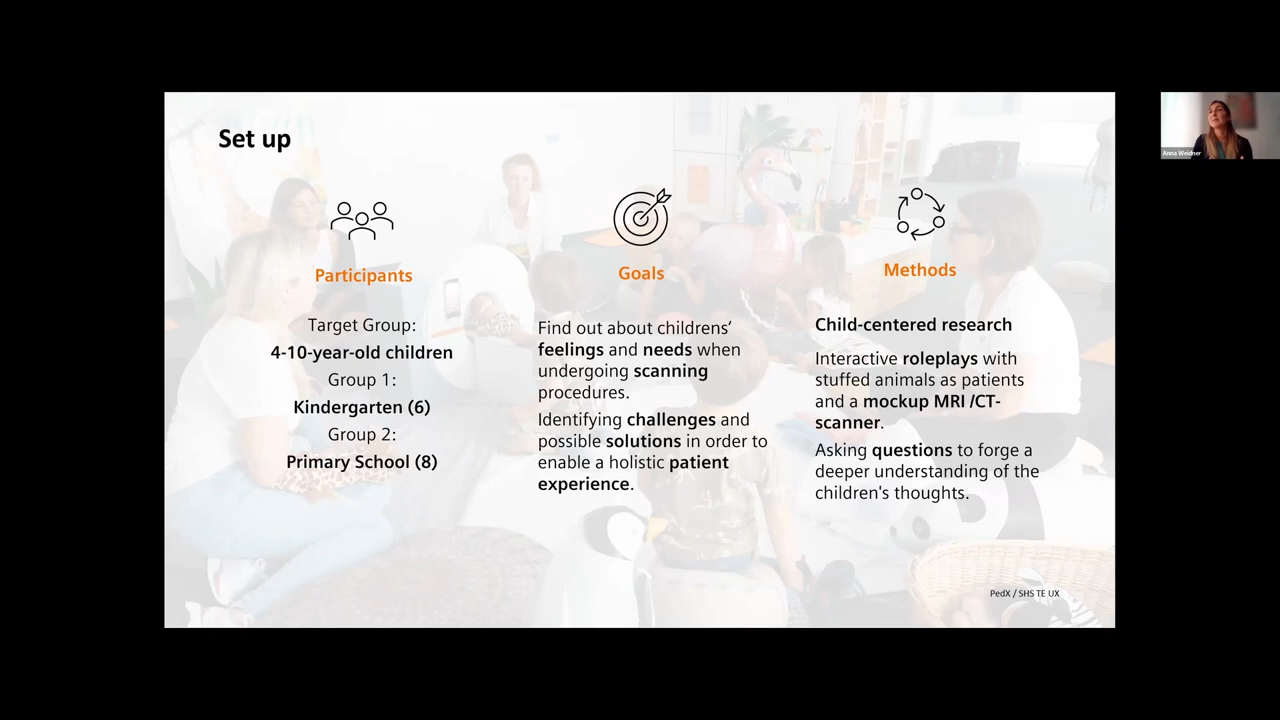 Set up
Participants
Target Group:
4-10-year-old children
Group 1:
Kindergarten (6)
Group 2:
Primary School (8)
Goals
Find out about childrens‘
feelings and needs when
undergoing scanning
procedures.
Identifying challenges and
possible solutions in order to
enable a holistic patient
experience.
Methods
Child-centered research
Interactive roleplays with
stuffed animals as patients
and a mockup MRI /CT-
scanner.
Asking questions to forge a
deeper understanding of the
children's thoughts.
PedX / SHS TE UX
Anna Weidner